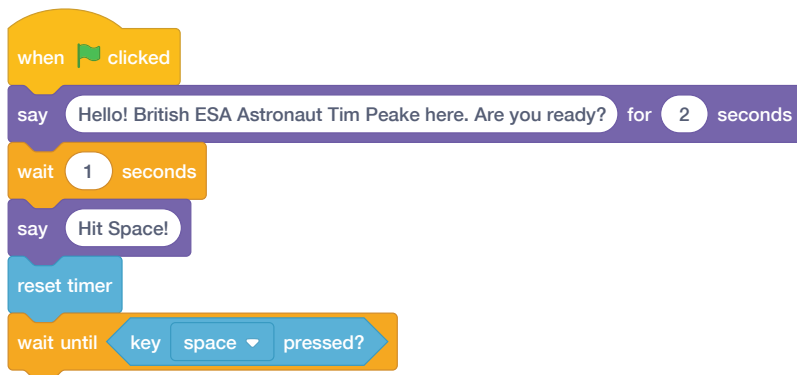 when clicked
say Hello! British ESA Astronaut Tim Peake here. Are you ready? for 2 seconds
wait 1 seconds
say Hit Space!
reset timer
wait until key space pressed?